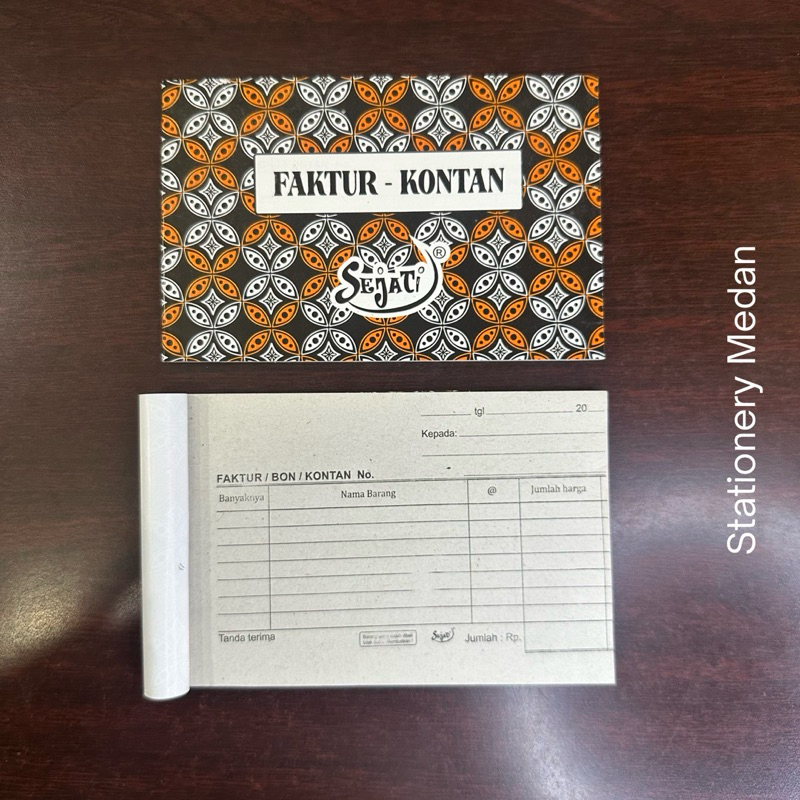 FAKTUR - KONTAN
SEJATI ®
tgl 20
Kepada:
FAKTUR / BON / KONTAN No.
Banyaknya Nama Barang @ Jumlah harga
Tanda terima Sejati Jumlah : Rp.
Stationery Medan